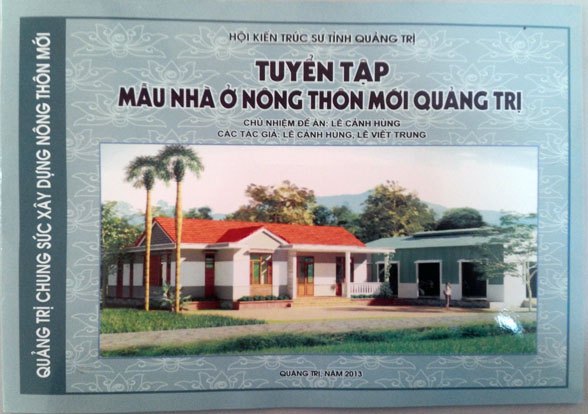 HỘI KIẾN TRÚC SƯ TỈNH QUẢNG TRỊ
TUYỂN TẬP
MẪU NHÀ Ở NÔNG THÔN MỚI QUẢNG TRỊ
CHỦ NHIỆM ĐỀ ÁN: LÊ CẢNH HÙNG
CÁC TÁC GIẢ: LÊ CẢNH HÙNG, LÊ VIẾT TRUNG
QUẢNG TRỊ CHUNG SỨC XÂY DỰNG NÔNG THÔN MỚI
QUẢNG TRỊ, NĂM 2013